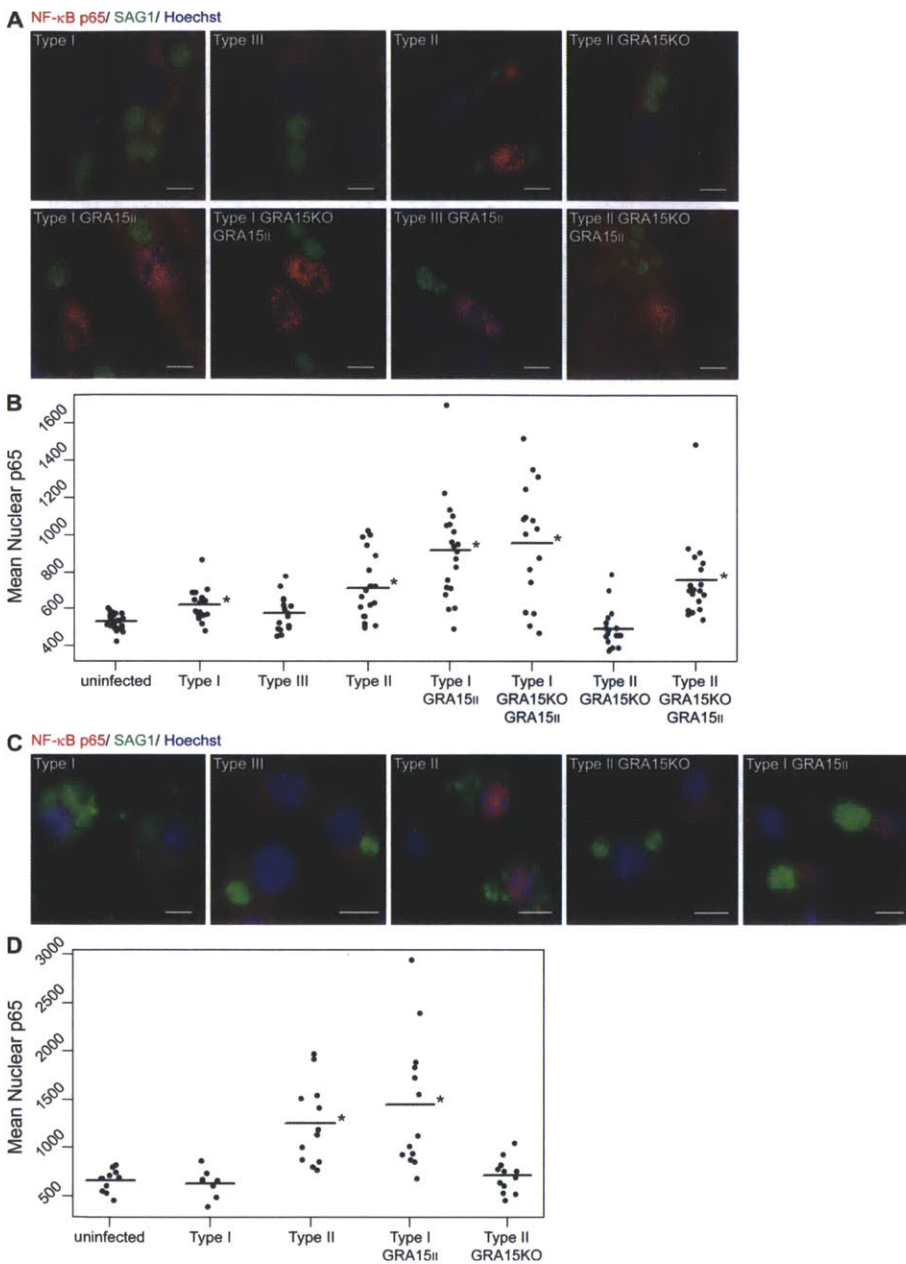 A NF-κB p65/ SAG1/ Hoechst
Type I
Type III
Type II
Type II GRA15KO
Type I GRA15II
Type I GRA15KO
GRA15II
Type III GRA15II
Type II GRA15KO
GRA15II
B
Mean Nuclear p65
1600
1400
1200
1000
800
600
400
*
*
*
*
*
uninfected
Type I
Type III
Type II
Type I
GRA15II
Type I
GRA15KO
GRA15II
Type II
GRA15KO
Type II
GRA15KO
GRA15II
C NF-κB p65/ SAG1/ Hoechst
Type I
Type III
Type II
Type II GRA15KO
Type I GRA15II
D
Mean Nuclear p65
3000
2500
2000
1500
1000
500
*
*
uninfected
Type I
Type II
Type I
GRA15II
Type II
GRA15KO